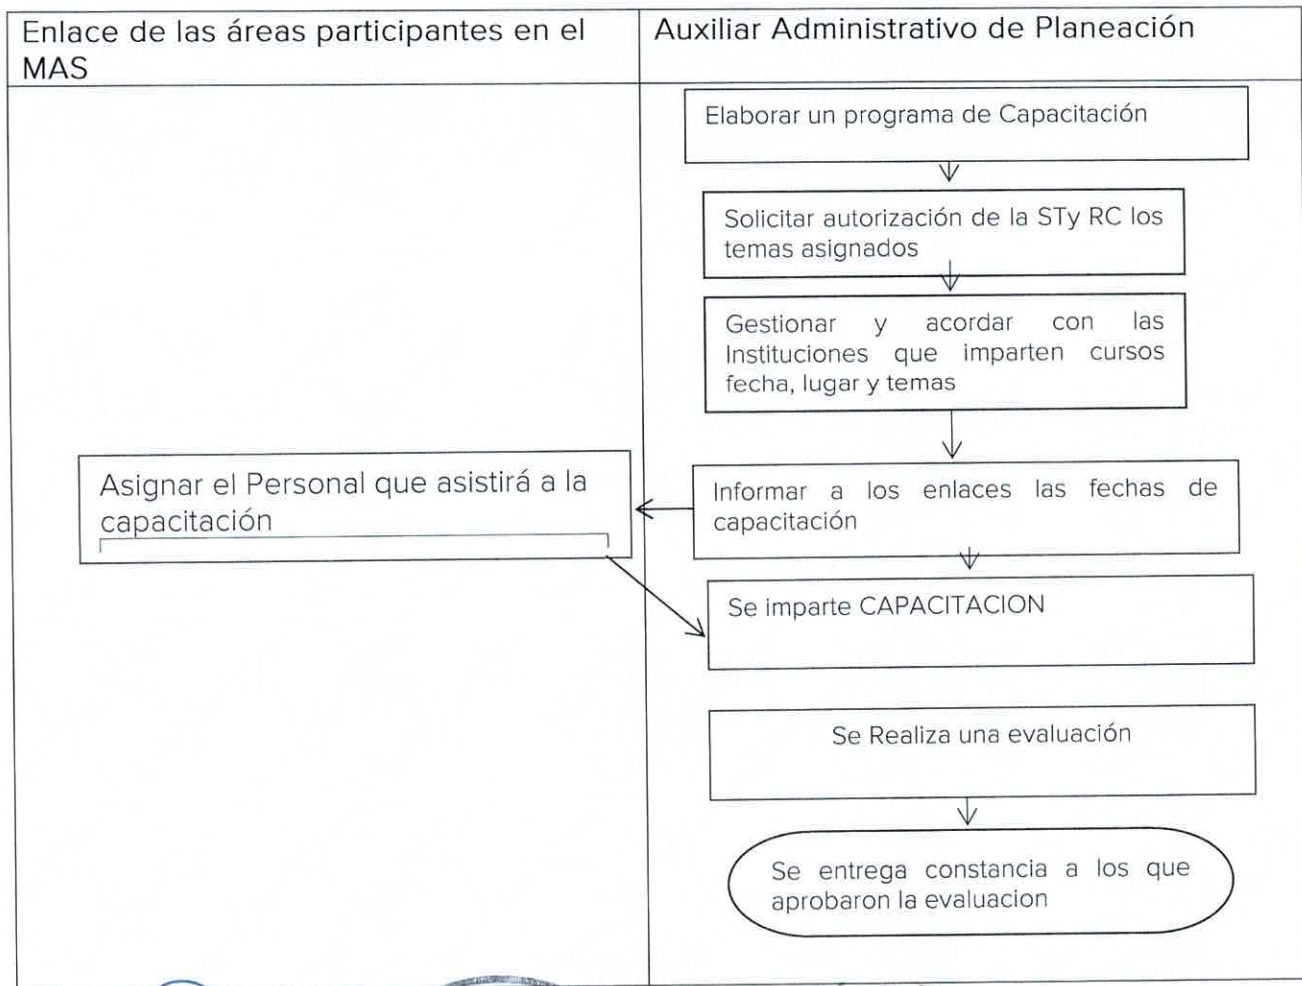 Enlace de las áreas participantes en el
MAS
Auxiliar Administrativo de Planeación
Elaborar un programa de Capacitación
Solicitar autorización de la STy RC los
temas asignados
Gestionar y acordar con las
Instituciones que imparten cursos
fecha, lugar y temas
Asignar el Personal que asistirá a la
capacitación
Informar a los enlaces las fechas de
capacitación
Se imparte CAPACITACION
Se Realiza una evaluación
Se entrega constancia a los que
aprobaron la evaluacion